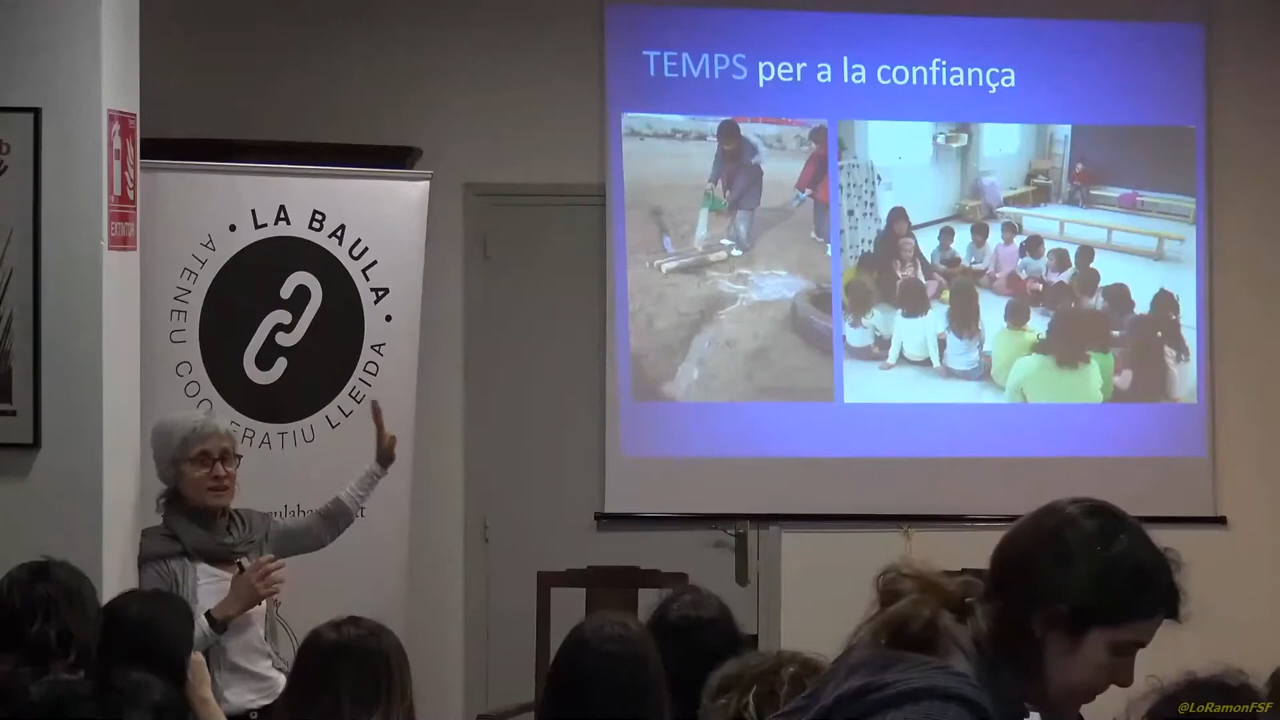 TEMPS per a la confiança
EXTINTOR
• LA BAULA •
ATENEU COOPERATIU LLEIDA
@LoRamonFSF